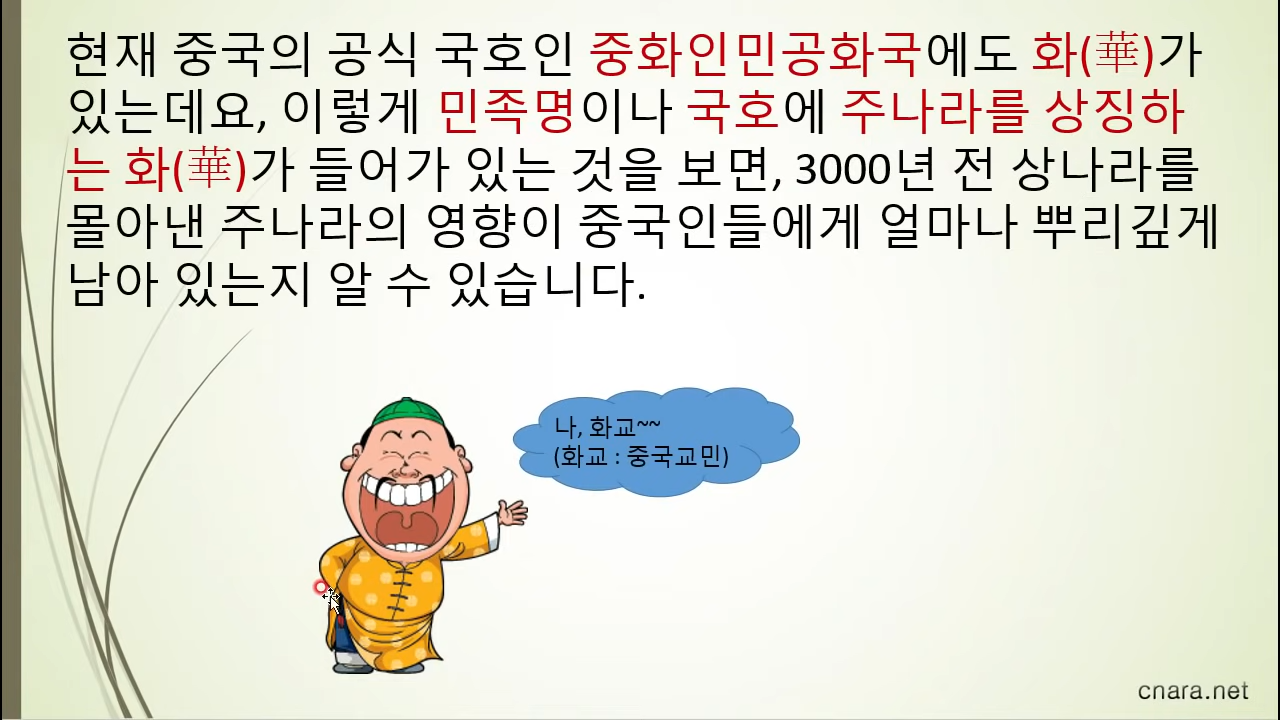 현재 중국의 공식 국호인 중화인민공화국에도 화(華)가
있는데요, 이렇게 민족명이나 국호에 주나라를 상징하
는 화(華)가 들어가 있는 것을 보면, 3000년 전 상나라를
몰아낸 주나라의 영향이 중국인들에게 얼마나 뿌리깊게
남아 있는지 알 수 있습니다.
나, 화교~~
(화교 : 중국교민)
cnara.net